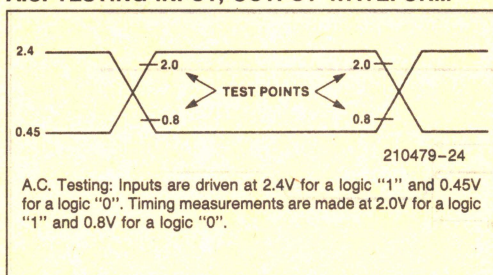 A.C. TESTING INPUT, OUTPUT WAVEFORM
2.4
2.0
2.0
TEST POINTS
0.8
0.8
0.45
210479–24
A.C. Testing: Inputs are driven at 2.4V for a logic "1" and 0.45V
for a logic "0". Timing measurements are made at 2.0V for a logic
"1" and 0.8V for a logic "0".